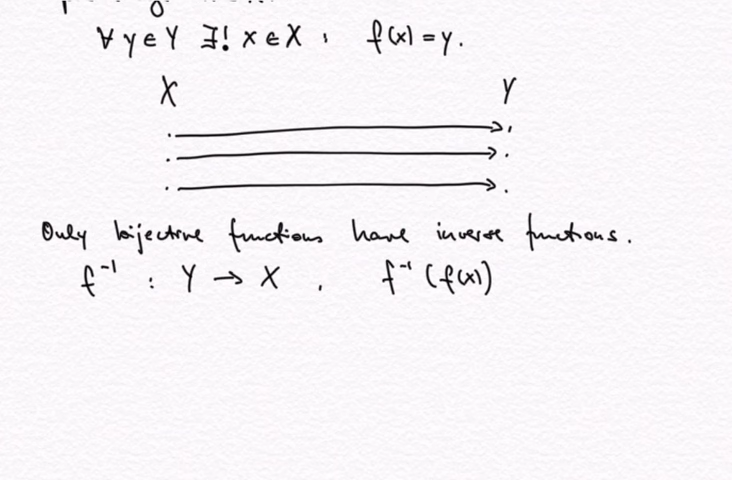 ∀ y ∈ Y ∃! x ∈ X : f(x) = y.
X Y
Only bijective functions have inverse functions.
f⁻¹ : Y → X , f⁻¹(f(x))